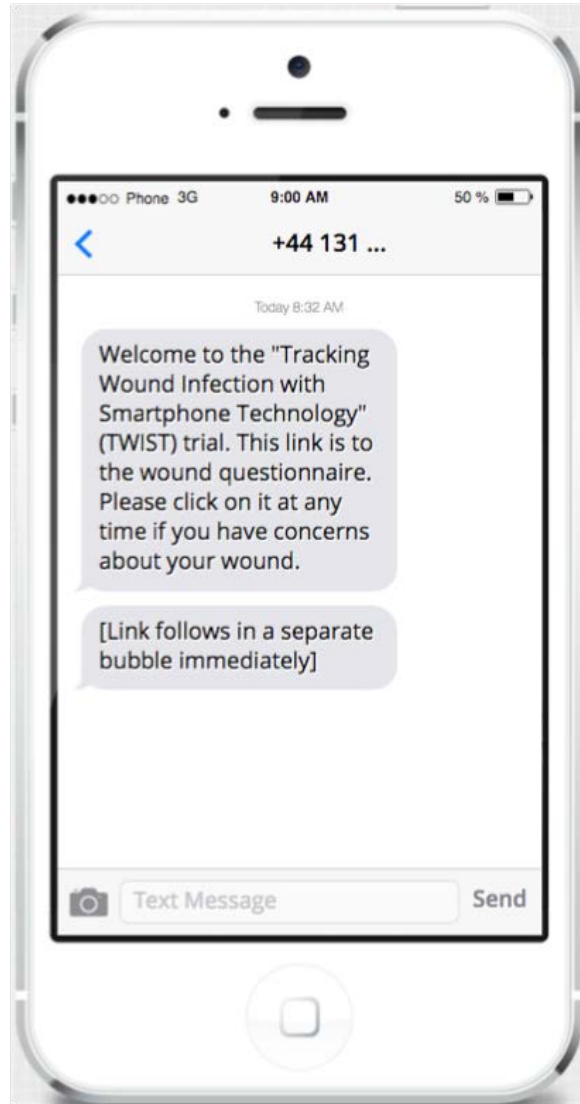 Phone 3G 9:00 AM 50 %
+44 131 ...
Today 8:32 AM
Welcome to the "Tracking
Wound Infection with
Smartphone Technology"
(TWIST) trial. This link is to
the wound questionnaire.
Please click on it at any
time if you have concerns
about your wound.
[Link follows in a separate
bubble immediately]
Text Message Send